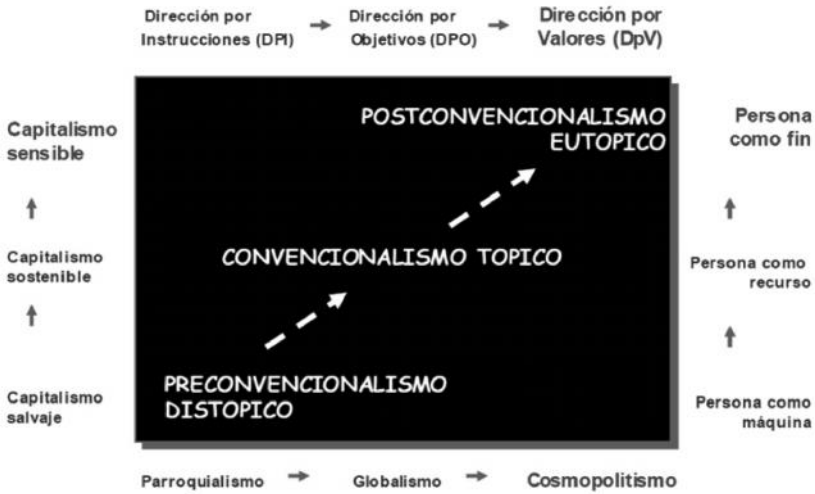 Dirección por
Instrucciones (DPI)
Dirección por
Objetivos (DPO)
Dirección por
Valores (DpV)
Capitalismo
sensible
Capitalismo
sostenible
Capitalismo
salvaje
POSTCONVENCIONALISMO
EUTOPICO
CONVENCIONALISMO TOPICO
PRECONVENCIONALISMO
DISTOPICO
Persona
como fin
Persona como
recurso
Persona como
máquina
Parroquialismo
Globalismo
Cosmopolitismo